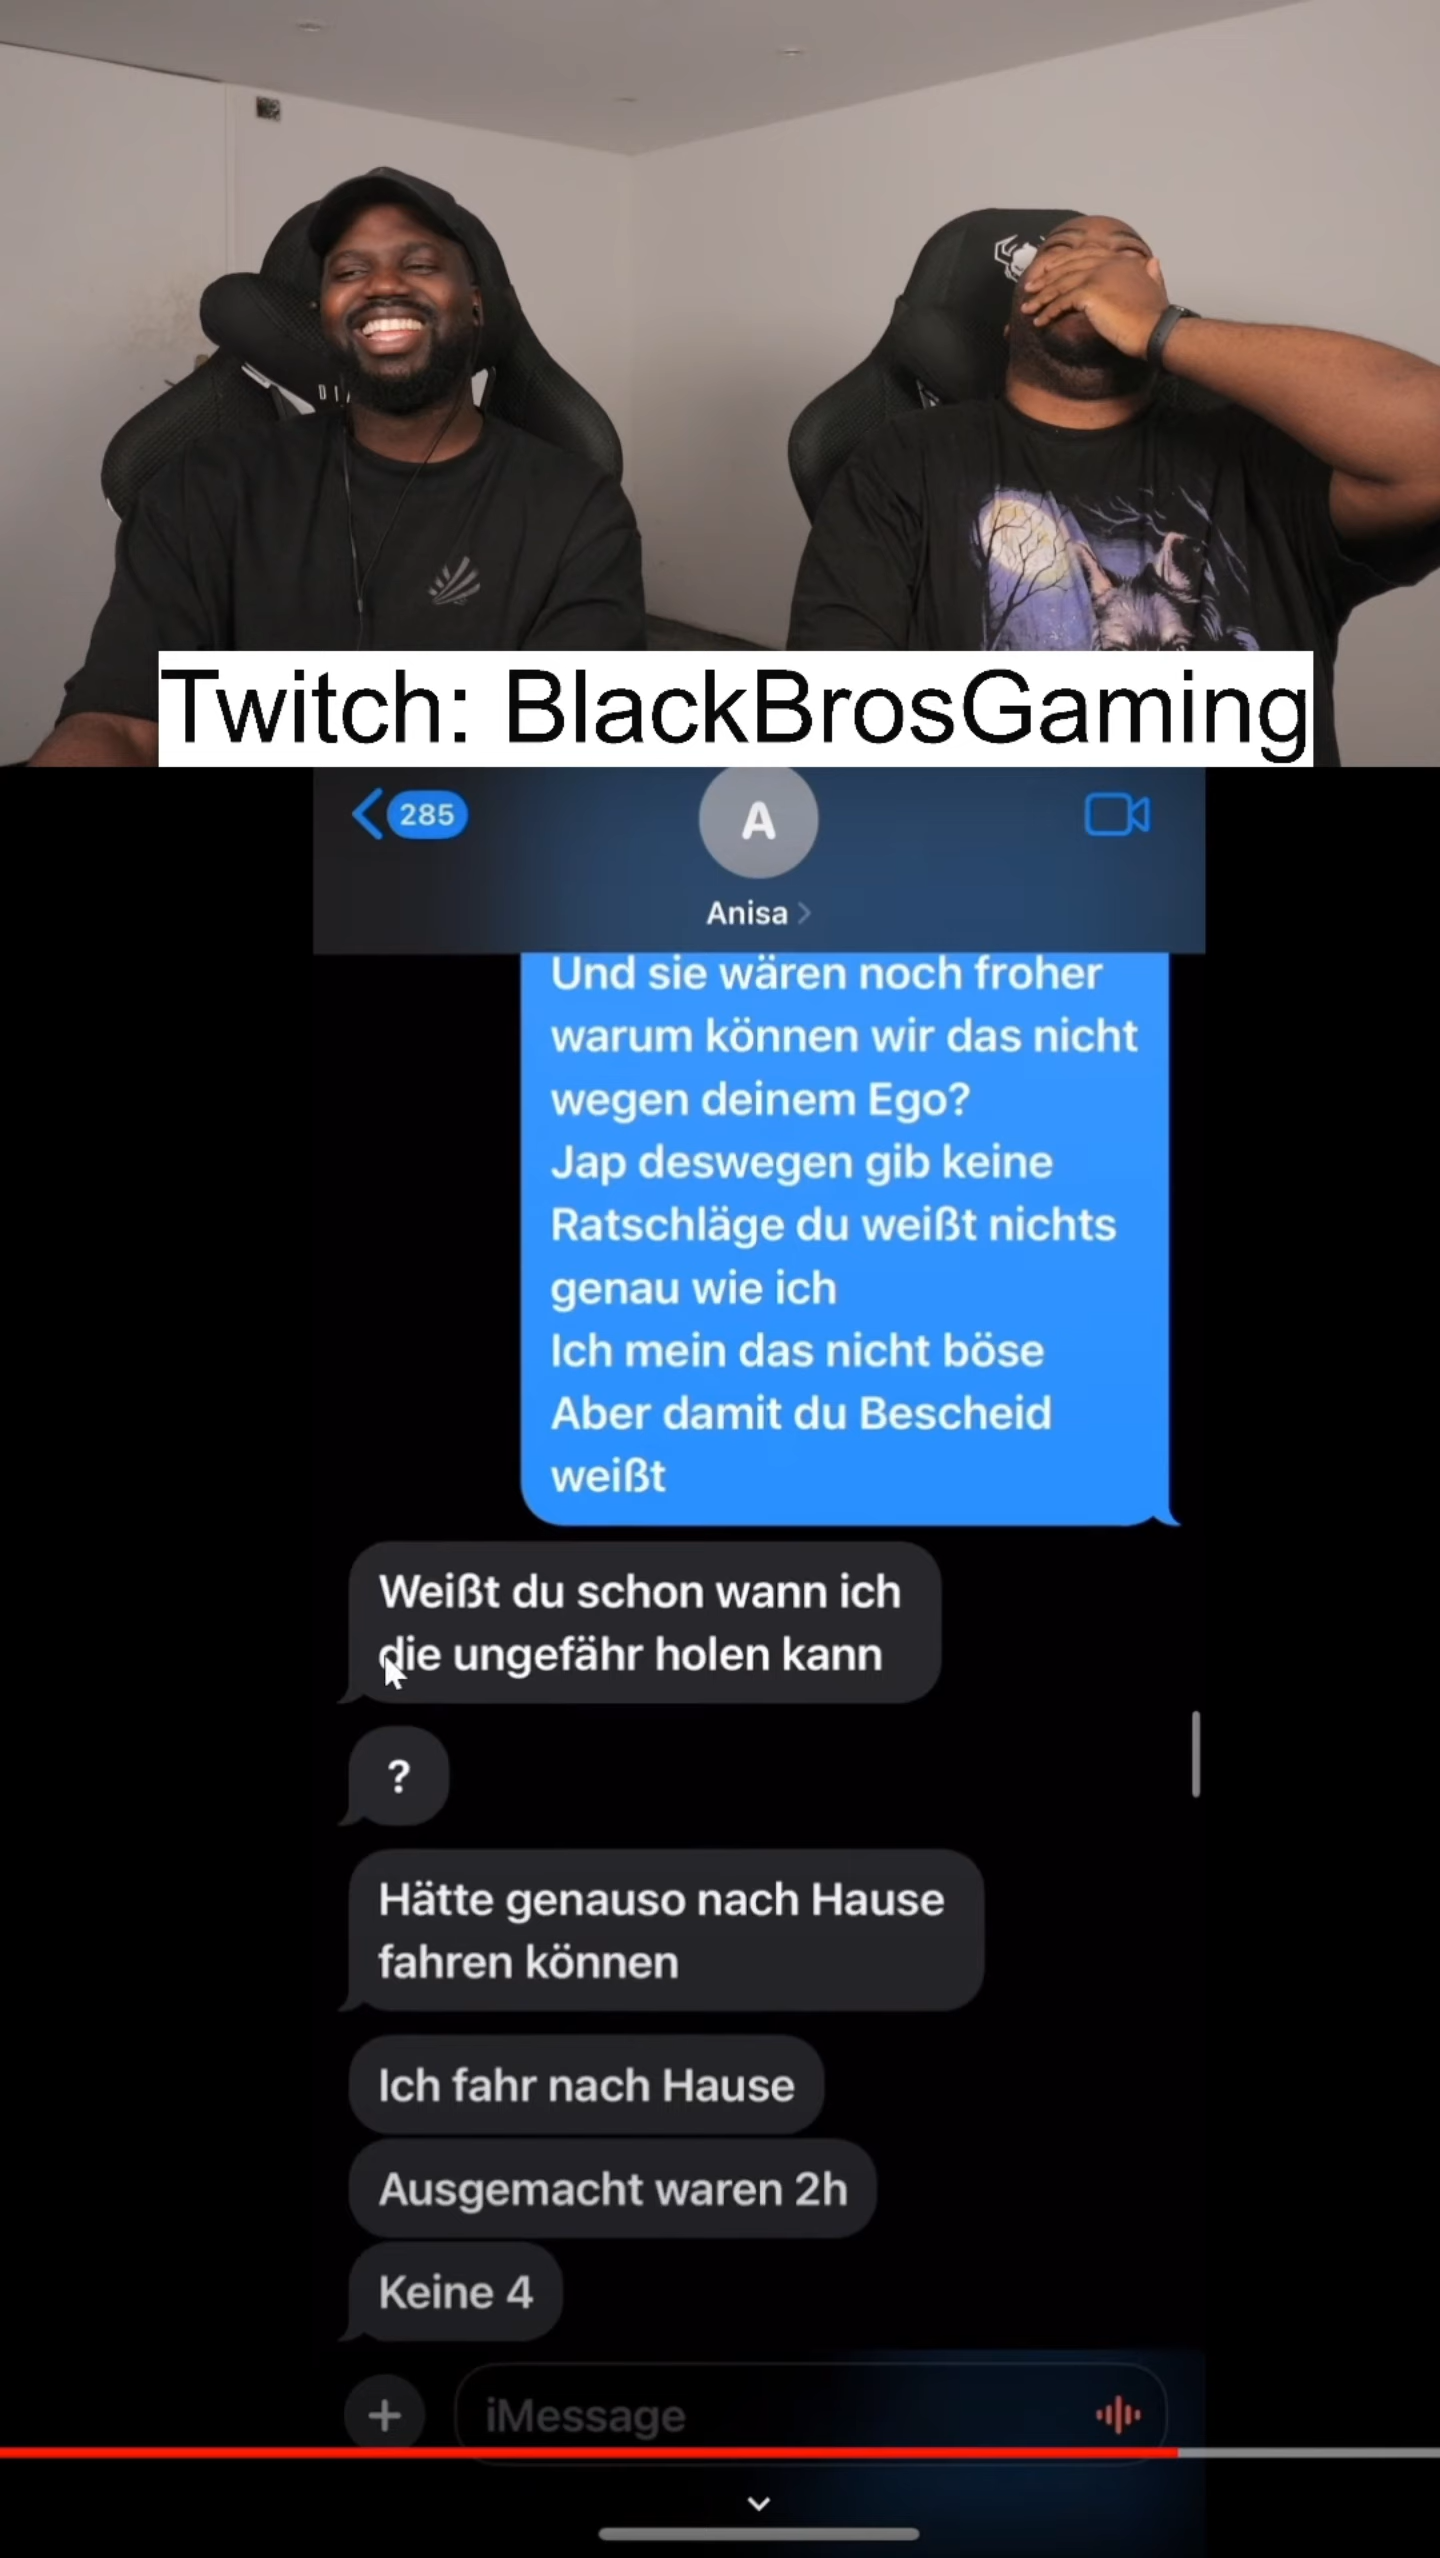 Twitch: BlackBrosGaming
285
A
Anisa
Und sie wären noch froher
warum können wir das nicht
wegen deinem Ego?
Jap deswegen gib keine
Ratschläge du weißt nichts
genau wie ich
Ich mein das nicht böse
Aber damit du Bescheid
weißt
Weißt du schon wann ich
die ungefähr holen kann
?
Hätte genauso nach Hause
fahren können
Ich fahr nach Hause
Ausgemacht waren 2h
Keine 4
iMessage